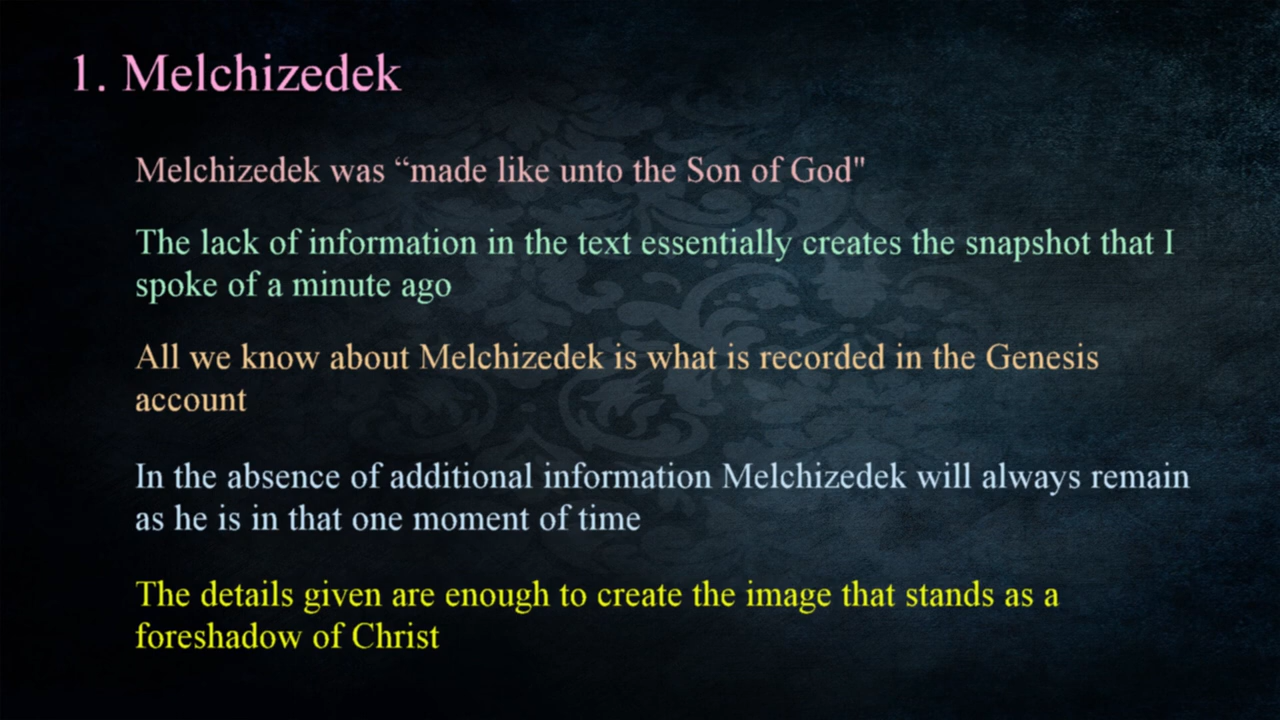 1. Melchizedek
Melchizedek was “made like unto the Son of God"
The lack of information in the text essentially creates the snapshot that I
spoke of a minute ago
All we know about Melchizedek is what is recorded in the Genesis
account
In the absence of additional information Melchizedek will always remain
as he is in that one moment of time
The details given are enough to create the image that stands as a
foreshadow of Christ